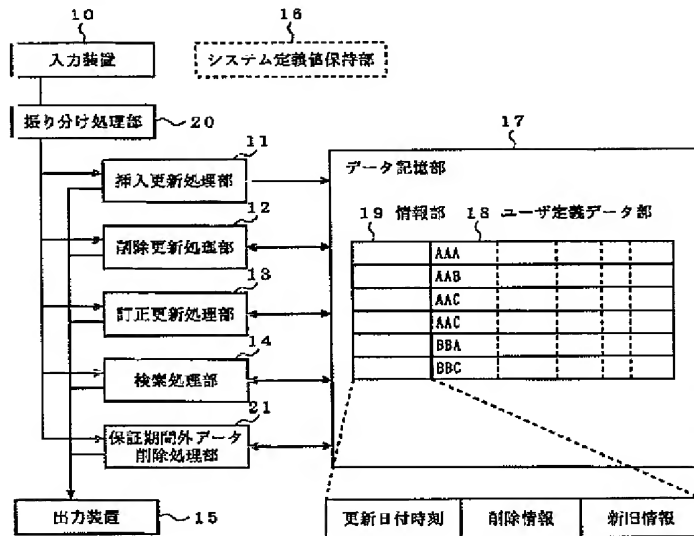 10
16
入力装置
システム定義値保持部
振り分け処理部
20
17
11
挿入更新処理部
データ記憶部
12
削除更新処理部
19 情報部
18 ユーザ定義データ部
AAA
AAB
AAC
AAC
BBA
BBC
13
訂正更新処理部
14
検索処理部
21
保証期間外データ
削除処理部
出力装置
15
更新日付時刻
削除情報
新旧情報